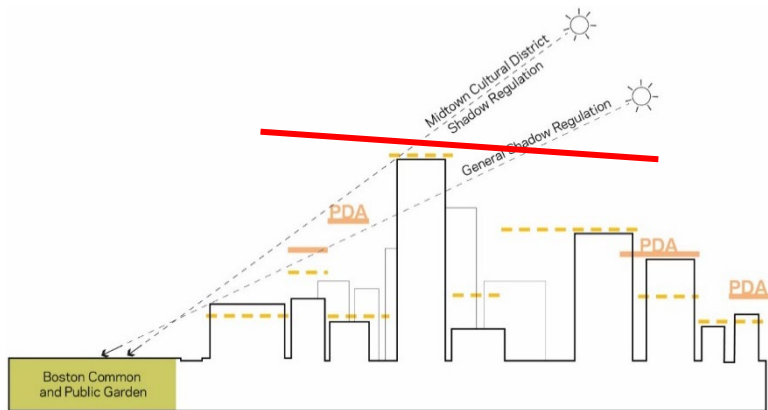 Midtown Cultural District
Shadow Regulation
General Shadow Regulation
PDA
PDA
PDA
Boston Common
and Public Garden